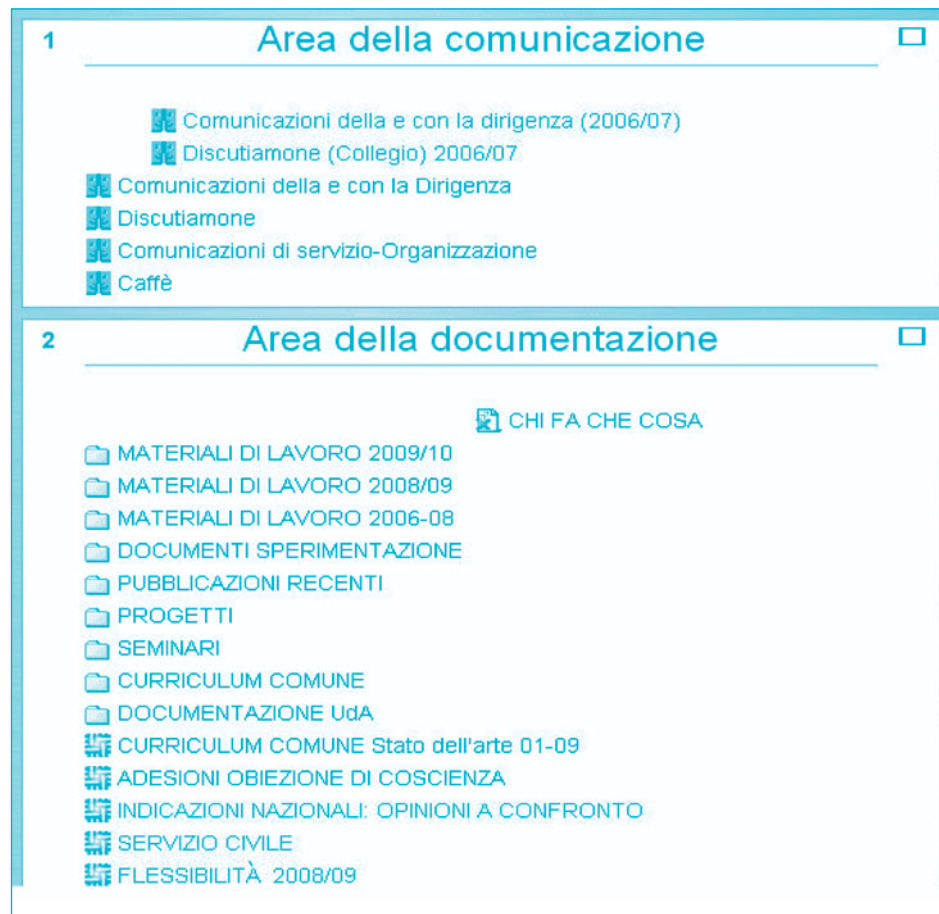 1 Area della comunicazione
Comunicazioni della e con la dirigenza (2006/07)
Discutiamone (Collegio) 2006/07
Comunicazioni della e con la Dirigenza
Discutiamone
Comunicazioni di servizio-Organizzazione
Caffè
2 Area della documentazione
CHI FA CHE COSA
MATERIALI DI LAVORO 2009/10
MATERIALI DI LAVORO 2008/09
MATERIALI DI LAVORO 2006-08
DOCUMENTI SPERIMENTAZIONE
PUBBLICAZIONI RECENTI
PROGETTI
SEMINARI
CURRICULUM COMUNE
DOCUMENTAZIONE UdA
CURRICULUM COMUNE Stato dell'arte 01-09
ADESIONI OBIEZIONE DI COSCIENZA
INDICAZIONI NAZIONALI: OPINIONI A CONFRONTO
SERVIZIO CIVILE
FLESSIBILITÀ 2008/09